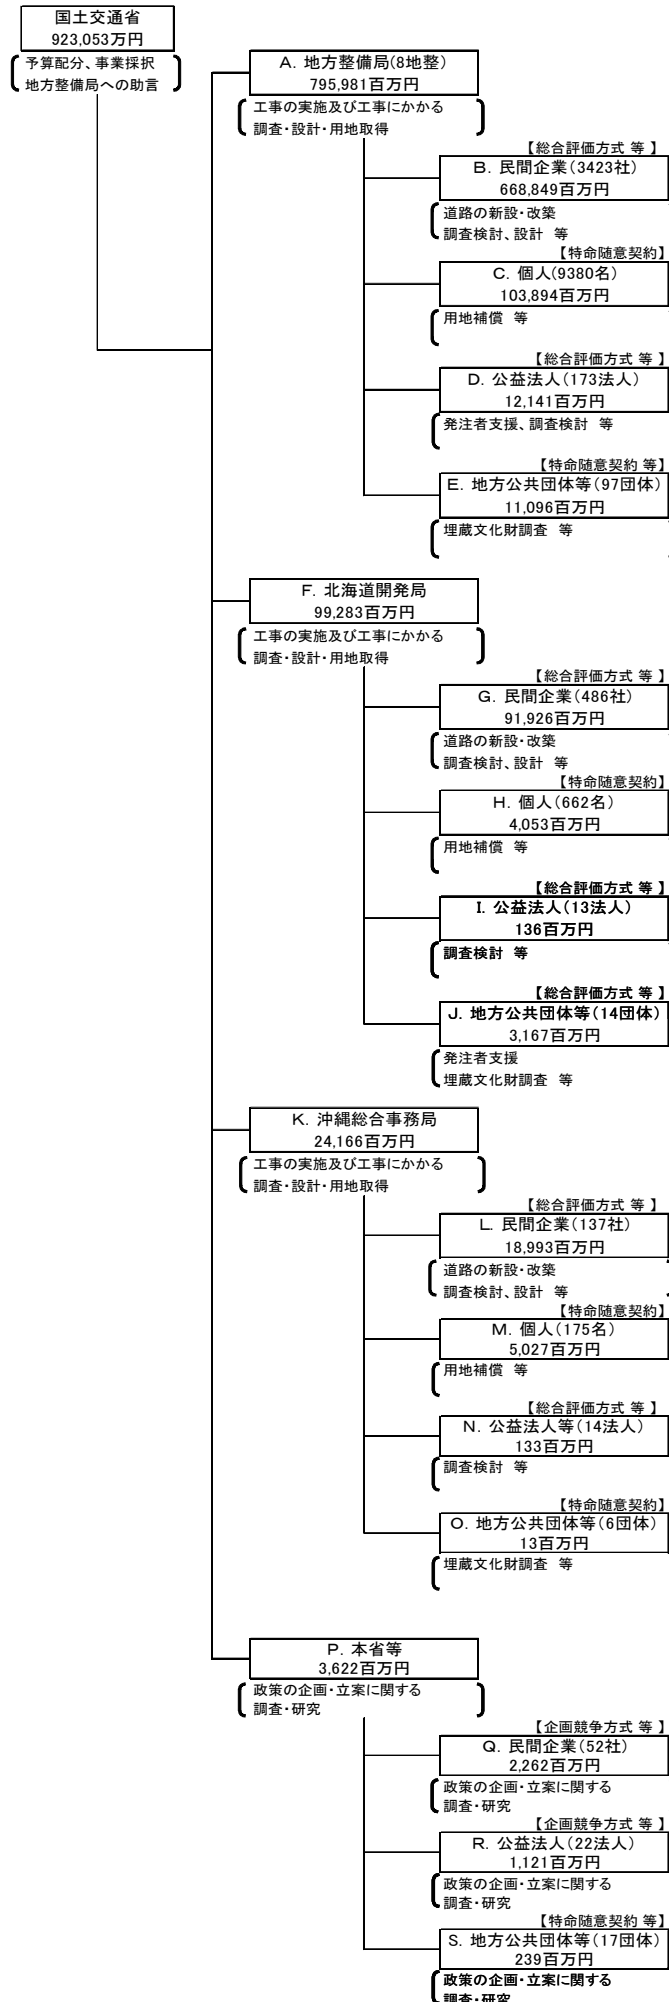 国土交通省
923,053万円
予算配分、事業採択
地方整備局への助言
A．地方整備局(8地整)
795,981百万円
工事の実施及び工事にかかる
調査・設計・用地取得
【総合評価方式 等 】
B．民間企業(3423社)
668,849百万円
道路の新設・改築
調査検討、設計 等
【特命随意契約】
C．個人(9380名)
103,894百万円
用地補償 等
【総合評価方式 等 】
D．公益法人(173法人)
12,141百万円
発注者支援、調査検討 等
【特命随意契約 等】
E．地方公共団体等(97団体)
11,096百万円
埋蔵文化財調査 等
F．北海道開発局
99,283百万円
工事の実施及び工事にかかる
調査・設計・用地取得
【総合評価方式 等 】
G．民間企業(486社)
91,926百万円
道路の新設・改築
調査検討、設計 等
【特命随意契約】
H．個人(662名)
4,053百万円
用地補償 等
【総合評価方式 等 】
I．公益法人(13法人)
136百万円
調査検討 等
【総合評価方式 等 】
J．地方公共団体等(14団体)
3,167百万円
発注者支援
埋蔵文化財調査 等
K．沖縄総合事務局
24,166百万円
工事の実施及び工事にかかる
調査・設計・用地取得
【総合評価方式 等 】
L．民間企業(137社)
18,993百万円
道路の新設・改築
調査検討、設計 等
【特命随意契約】
M．個人(175名)
5,027百万円
用地補償 等
【総合評価方式 等 】
N．公益法人等(14法人)
133百万円
調査検討 等
【特命随意契約】
O．地方公共団体等(6団体)
13百万円
埋蔵文化財調査 等
P．本省等
3,622百万円
政策の企画・立案に関する
調査・研究
【企画競争方式 等 】
Q．民間企業(52社)
2,262百万円
政策の企画・立案に関する
調査・研究
【企画競争方式 等 】
R．公益法人(22法人)
1,121百万円
政策の企画・立案に関する
調査・研究
【特命随意契約 等】
S．地方公共団体等(17団体)
239百万円
政策の企画・立案に関する
調査・研究